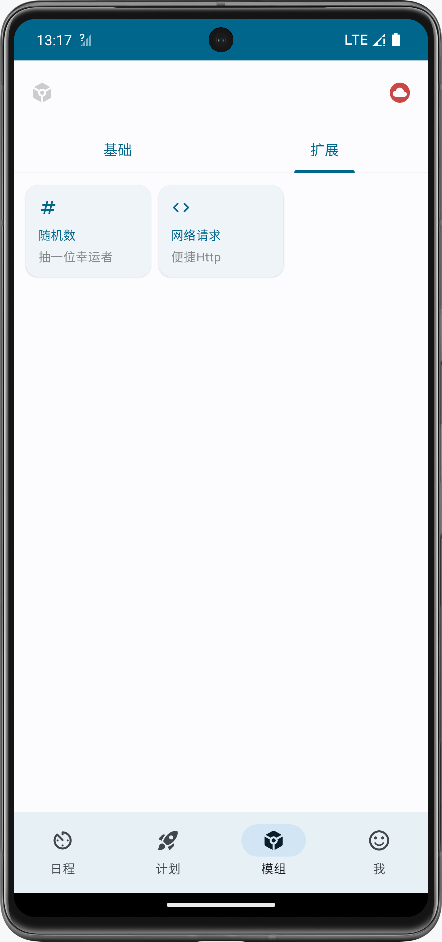 13:17
LTE
基础
扩展
随机数
抽一位幸运者
网络请求
便捷Http
日程
计划
模组
我